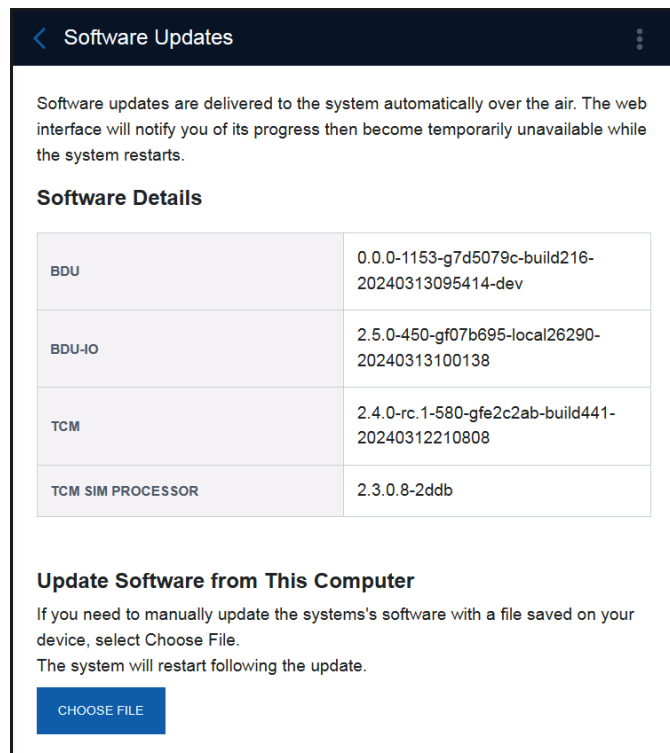 Software Updates
Software updates are delivered to the system automatically over the air. The web
interface will notify you of its progress then become temporarily unavailable while
the system restarts.
Software Details
BDU
0.0.0-1153-g7d5079c-build216-
20240313095414-dev
BDU-IO
2.5.0-450-gf07b695-local26290-
20240313100138
TCM
2.4.0-rc.1-580-gfe2c2ab-build441-
20240312210808
TCM SIM PROCESSOR
2.3.0.8-2ddb
Update Software from This Computer
If you need to manually update the systems's software with a file saved on your
device, select Choose File.
The system will restart following the update.
CHOOSE FILE